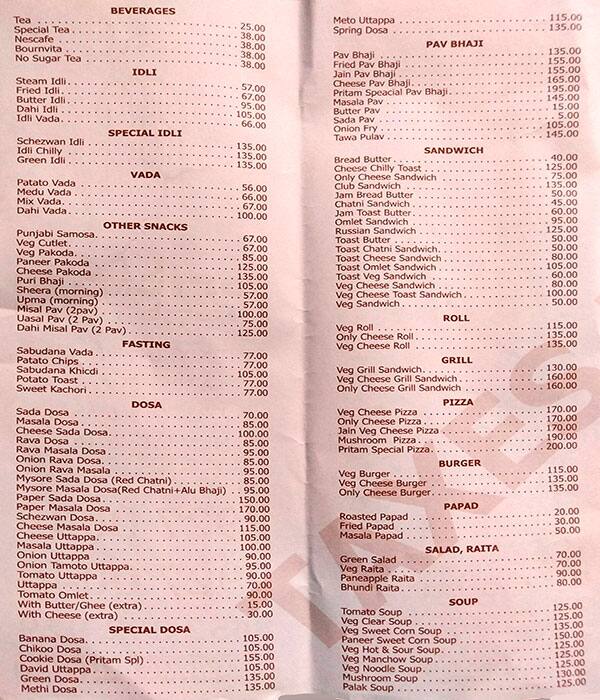 BEVERAGES
Tea . . . 25.00
Special Tea . . . 38.00
Nescafe . . . 38.00
Bournvita . . . 38.00
No Sugar Tea . . . 38.00
IDLI
Steam Idli . . . 57.00
Fried Idli . . . 67.00
Butter Idli . . . 95.00
Dahi Idli . . . 105.00
Idli Vada . . . 66.00
SPECIAL IDLI
Schezwan Idli . . . 135.00
Idli Chilly . . . 135.00
Green Idli . . . 135.00
VADA
Patato Vada . . . 56.00
Medu Vada . . . 66.00
Mix Vada . . . 67.00
Dahi Vada . . . 100.00
OTHER SNACKS
Punjabi Samosa . . . 67.00
Veg Cutlet . . . 67.00
Veg Pakoda . . . 85.00
Paneer Pakoda . . . 125.00
Cheese Pakoda . . . 135.00
Puri Bhaji . . . 105.00
Sheera (morning) . . . 57.00
Upma (morning) . . . 57.00
Misal Pav (2pav) . . . 100.00
Uasal Pav (2 Pav) . . . 75.00
Dahi Misal Pav (2 Pav) . . . 125.00
FASTING
Sabudana Vada . . . 77.00
Patato Chips . . . 77.00
Sabudana Khicdi . . . 105.00
Potato Toast . . . 77.00
Sweet Kachori . . . 77.00
DOSA
Sada Dosa . . . 70.00
Masala Dosa . . . 85.00
Cheese Sada Dosa . . . 100.00
Rava Dosa . . . 85.00
Rava Masala Dosa . . . 95.00
Onion Rava Dosa . . . 85.00
Onion Rava Masala . . . 95.00
Mysore Sada Dosa (Red Chatni) . . . 85.00
Mysore Masala Dosa(Red Chatni+Alu Bhaji) . . . 95.00
Paper Sada Dosa . . . 150.00
Paper Masala Dosa . . . 170.00
Schezwan Dosa . . . 90.00
Cheese Masala Dosa . . . 115.00
Cheese Uttappa . . . 105.00
Masala Uttappa . . . 100.00
Onion Uttappa . . . 90.00
Onion Tamoto Uttappa . . . 95.00
Tomato Uttappa . . . 90.00
Uttappa . . . 70.00
Tomato Omlet . . . 90.00
With Butter/Ghee (extra) . . . 15.00
With Cheese (extra) . . . 30.00
SPECIAL DOSA
Banana Dosa . . . 105.00
Chikoo Dosa . . . 105.00
Cookie Dosa (Pritam Spl) . . . 155.00
David Uttappa . . . 105.00
Green Dosa . . . 135.00
Methi Dosa . . . 135.00
Meto Uttappa . . . 115.00
Spring Dosa . . . 135.00
PAV BHAJI
Pav Bhaji . . . 135.00
Fried Pav Bhaji . . . 155.00
Jain Pav Bhaji . . . 155.00
Cheese Pav Bhaji . . . 165.00
Pritam Speacial Pav Bhaji . . . 195.00
Masala Pav . . . 145.00
Butter Pav . . . 15.00
Sada Pav . . . 5.00
Onion Fry . . . 105.00
Tawa Pulav . . . 145.00
SANDWICH
Bread Butter . . . 40.00
Cheese Chilly Toast . . . 125.00
Only Cheese Sandwich . . . 75.00
Club Sandwich . . . 135.00
Jam Bread Butter . . . 50.00
Chatni Sandwich . . . 45.00
Jam Toast Butter . . . 60.00
Omlet Sandwich . . . 95.00
Russian Sandwich . . . 125.00
Toast Butter . . . 50.00
Toast Chatni Sandwich . . . 50.00
Toast Cheese Sandwich . . . 80.00
Toast Omlet Sandwich . . . 105.00
Toast Veg Sandwich . . . 60.00
Veg Cheese Sandwich . . . 80.00
Veg Cheese Toast Sandwich . . . 100.00
Veg Sandwich . . . 50.00
ROLL
Veg Roll . . . 115.00
Only Cheese Roll . . . 135.00
Veg Cheese Roll . . . 135.00
GRILL
Veg Grill Sandwich . . . 130.00
Veg Cheese Grill Sandwich . . . 160.00
Only Cheese Grill Sandwich . . . 160.00
PIZZA
Veg Cheese Pizza . . . 170.00
Only Cheese Pizza . . . 170.00
Jain Veg Cheese Pizza . . . 170.00
Mushroom Pizza . . . 190.00
Pritam Special Pizza . . . 200.00
BURGER
Veg Burger . . . 115.00
Veg Cheese Burger . . . 135.00
Only Cheese Burger . . . 135.00
PAPAD
Roasted Papad . . . 20.00
Fried Papad . . . 30.00
Masala Papad . . . 50.00
SALAD, RAITA
Green Salad . . . 70.00
Veg Raita . . . 70.00
Paneapple Raita . . . 90.00
Bhundi Raita . . . 80.00
SOUP
Tomato Soup . . . 125.00
Veg Clear Soup . . . 125.00
Veg Sweet Corn Soup . . . 135.00
Paneer Sweet Corn Soup . . . 150.00
Veg Hot & Sour Soup . . . 125.00
Veg Manchow Soup . . . 125.00
Veg Noodle Soup . . . 125.00
Mushroom Soup . . . 130.00
Palak Soup . . . 125.00